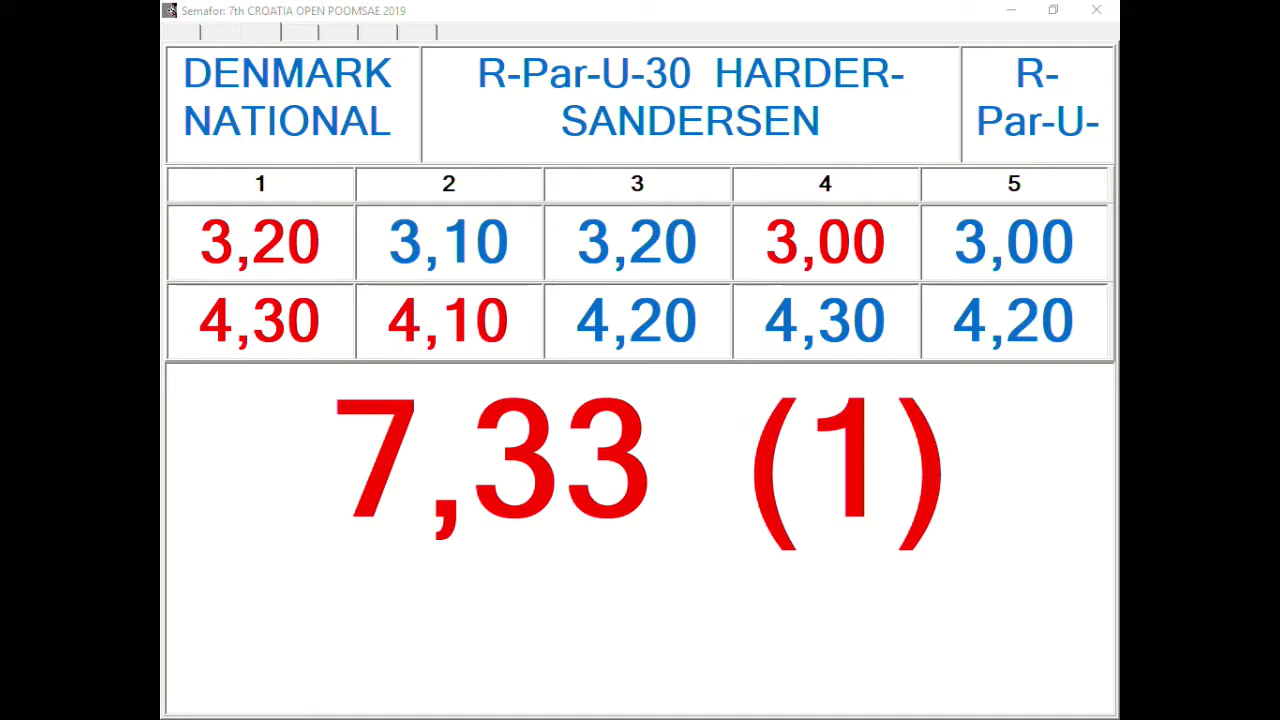 Semafor: 7th CROATIA OPEN POOMSAE 2019
DENMARK NATIONAL
R-Par-U-30 HARDER-SANDERSEN
R-Par-U-
1 2 3 4 5
3,20 3,10 3,20 3,00 3,00
4,30 4,10 4,20 4,30 4,20
7,33 (1)